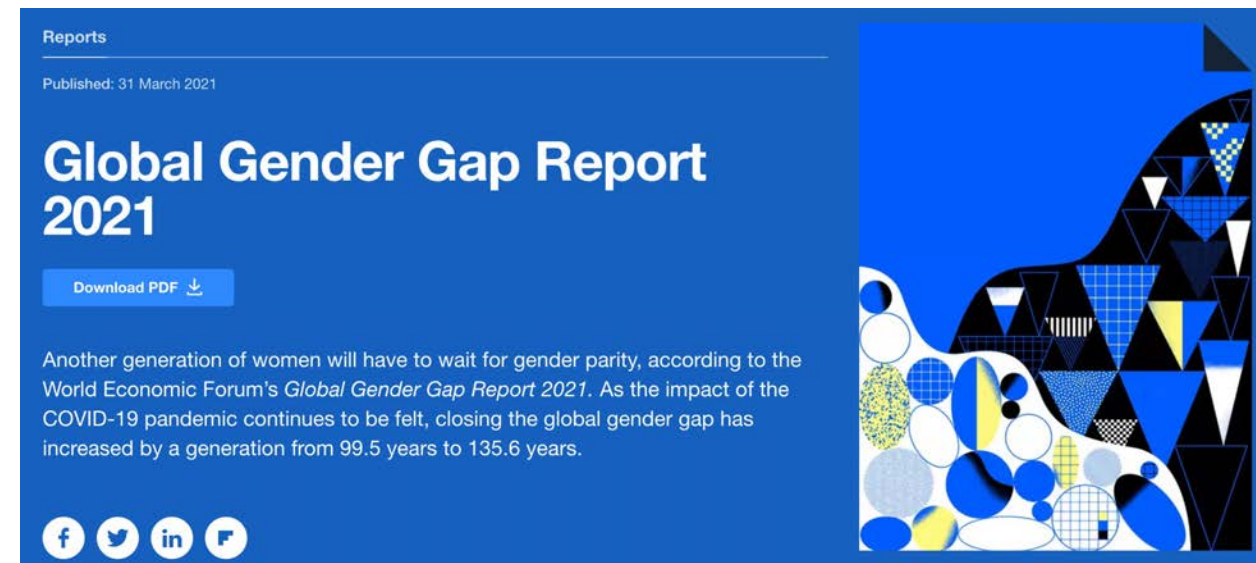 Reports
Published: 31 March 2021
Global Gender Gap Report
2021
Download PDF
Another generation of women will have to wait for gender parity, according to the
World Economic Forum's Global Gender Gap Report 2021. As the impact of the
COVID-19 pandemic continues to be felt, closing the global gender gap has
increased by a generation from 99.5 years to 135.6 years.